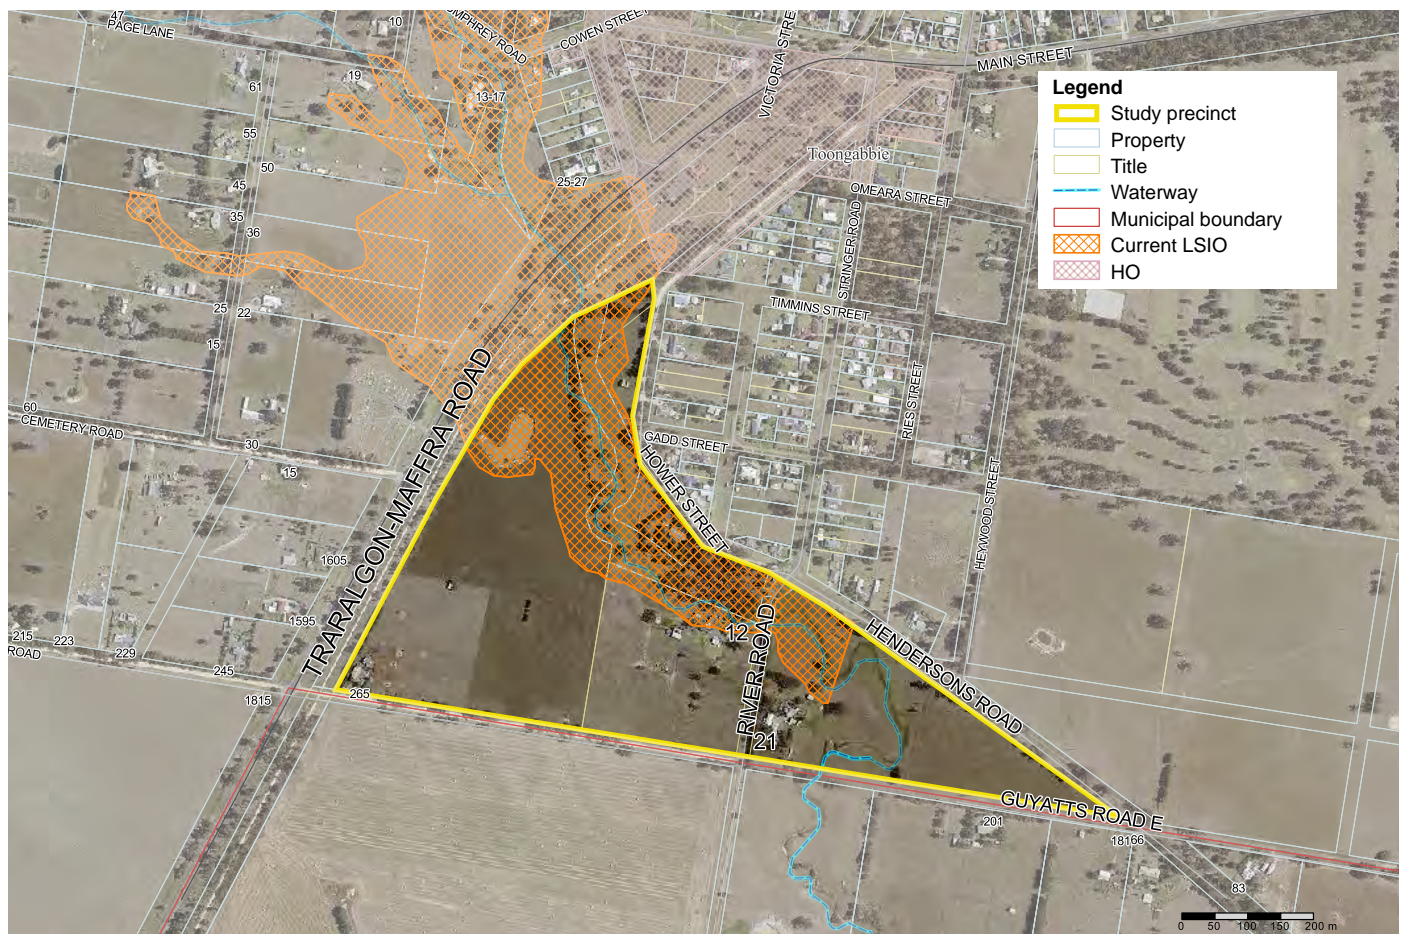 47
PAGE LANE
10
COWEN STREET
MAIN STREET
61
19
13-17
55
50
45
35
36
25-27
Toongabbie
OMEARA STREET
STRINGER ROAD
TIMMINS STREET
25
22
15
RIES STREET
60
CEMETERY ROAD
30
15
GADD STREET
HOWER STREET
HEYWOOD STREET
TRARALGON-MAFFRA ROAD
1605
1595
215
223
229
ROAD
245
1815
265
12
RIVER ROAD
21
HENDERSONS ROAD
GUYATTS ROAD E
201
18166
83
Legend
Study precinct
Property
Title
Waterway
Municipal boundary
Current LSIO
HO
0 50 100 150 200 m